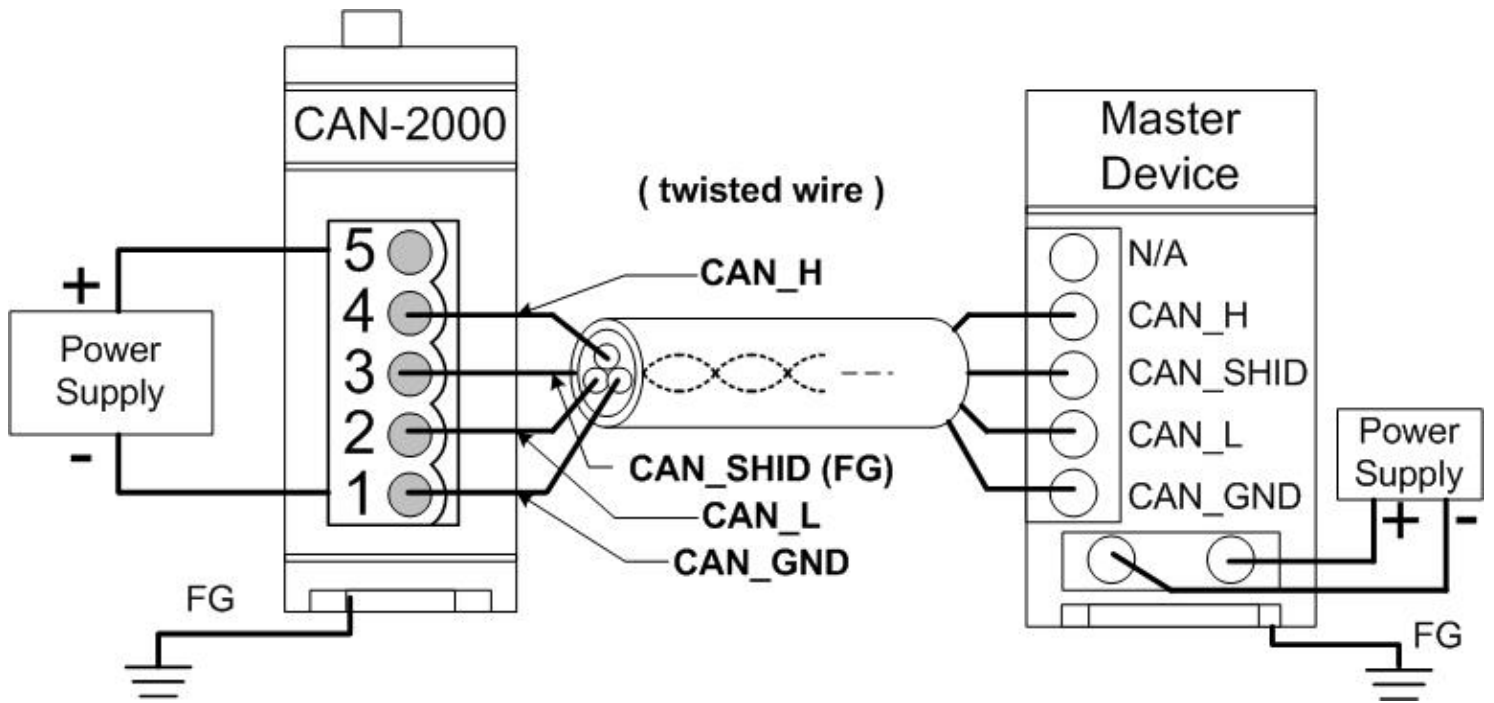 CAN-2000
Master
Device
( twisted wire )
5
4
3
2
1
+
Power
Supply
-
CAN_H
CAN_SHID (FG)
CAN_L
CAN_GND
N/A
CAN_H
CAN_SHID
CAN_L
CAN_GND
Power
Supply
+ -
FG
FG